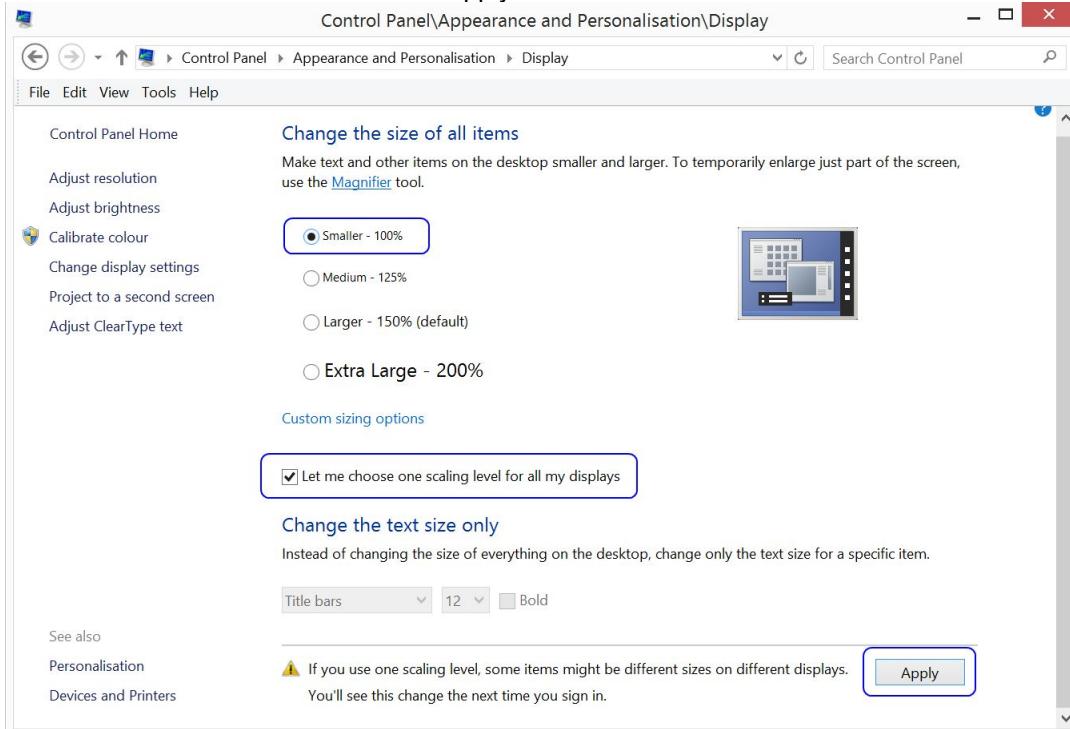 Control Panel\Appearance and Personalisation\Display
Control Panel Appearance and Personalisation Display
Search Control Panel
File Edit View Tools Help
Control Panel Home
Adjust resolution
Adjust brightness
Calibrate colour
Change display settings
Project to a second screen
Adjust ClearType text
See also
Personalisation
Devices and Printers
Change the size of all items
Make text and other items on the desktop smaller and larger. To temporarily enlarge just part of the screen,
use the Magnifier tool.
Smaller - 100%
Medium - 125%
Larger - 150% (default)
Extra Large - 200%
Custom sizing options
Let me choose one scaling level for all my displays
Change the text size only
Instead of changing the size of everything on the desktop, change only the text size for a specific item.
Title bars 12 Bold
If you use one scaling level, some items might be different sizes on different displays.
You'll see this change the next time you sign in.
Apply